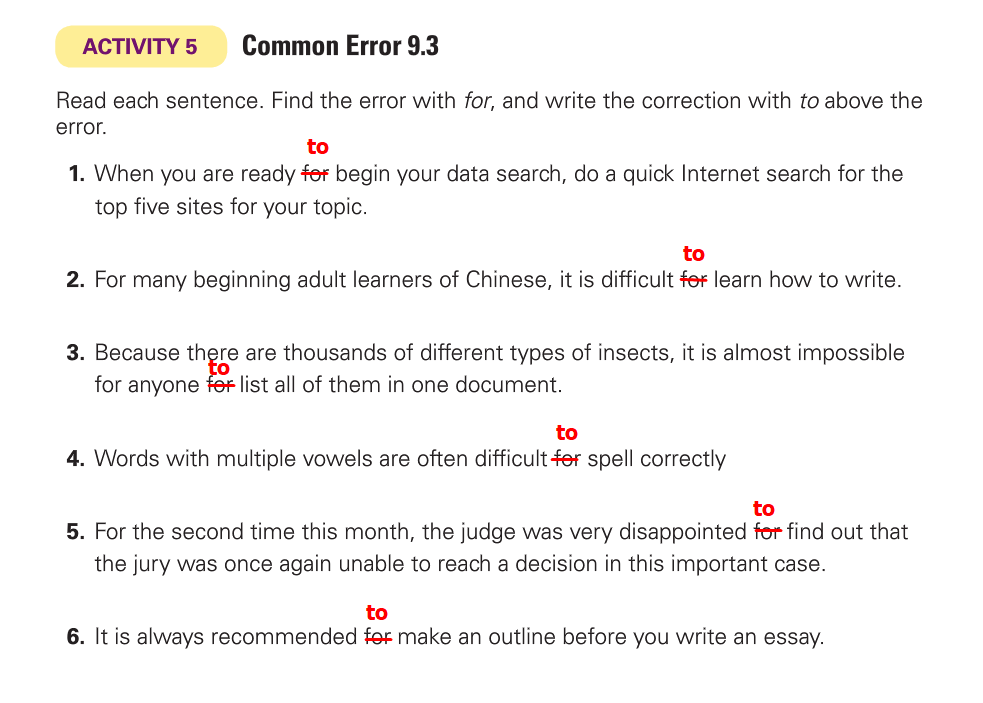 ACTIVITY 5 Common Error 9.3
Read each sentence. Find the error with for, and write the correction with to above the
error.
to
1. When you are ready for begin your data search, do a quick Internet search for the
top five sites for your topic.
to
2. For many beginning adult learners of Chinese, it is difficult for learn how to write.
3. Because there are thousands of different types of insects, it is almost impossible
to
for anyone for list all of them in one document.
to
4. Words with multiple vowels are often difficult for spell correctly
to
5. For the second time this month, the judge was very disappointed for find out that
the jury was once again unable to reach a decision in this important case.
to
6. It is always recommended for make an outline before you write an essay.